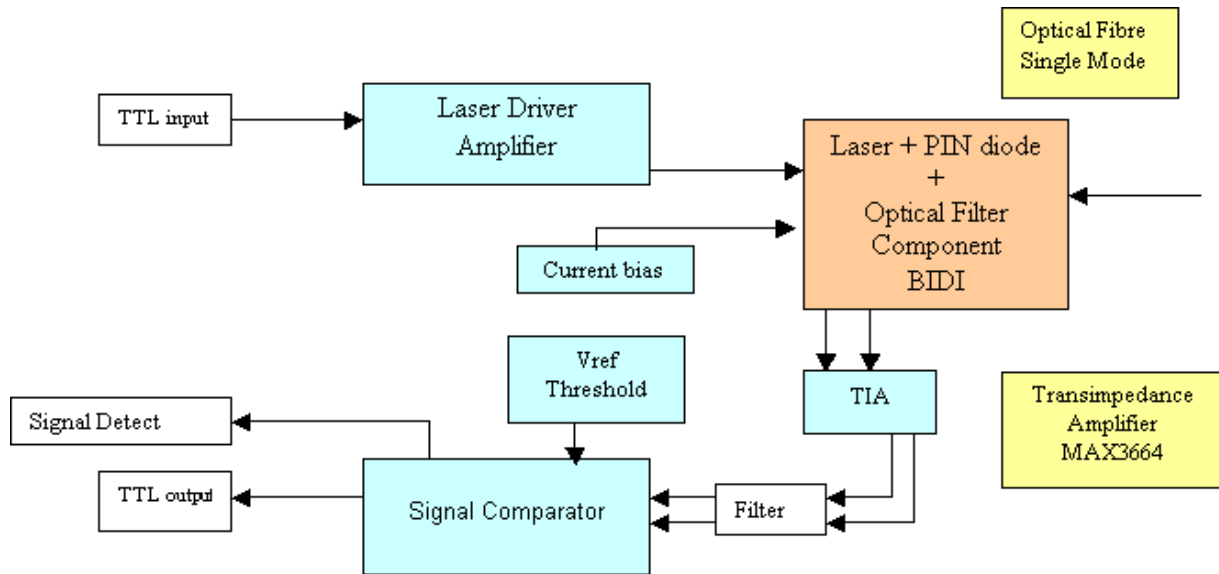 Optical Fibre
Single Mode
TTL input
Laser Driver
Amplifier
Laser + PIN diode
+
Optical Filter
Component
BIDI
Current bias
Vref
Threshold
TIA
Transimpedance
Amplifier
MAX3664
Signal Detect
TTL output
Signal Comparator
Filter